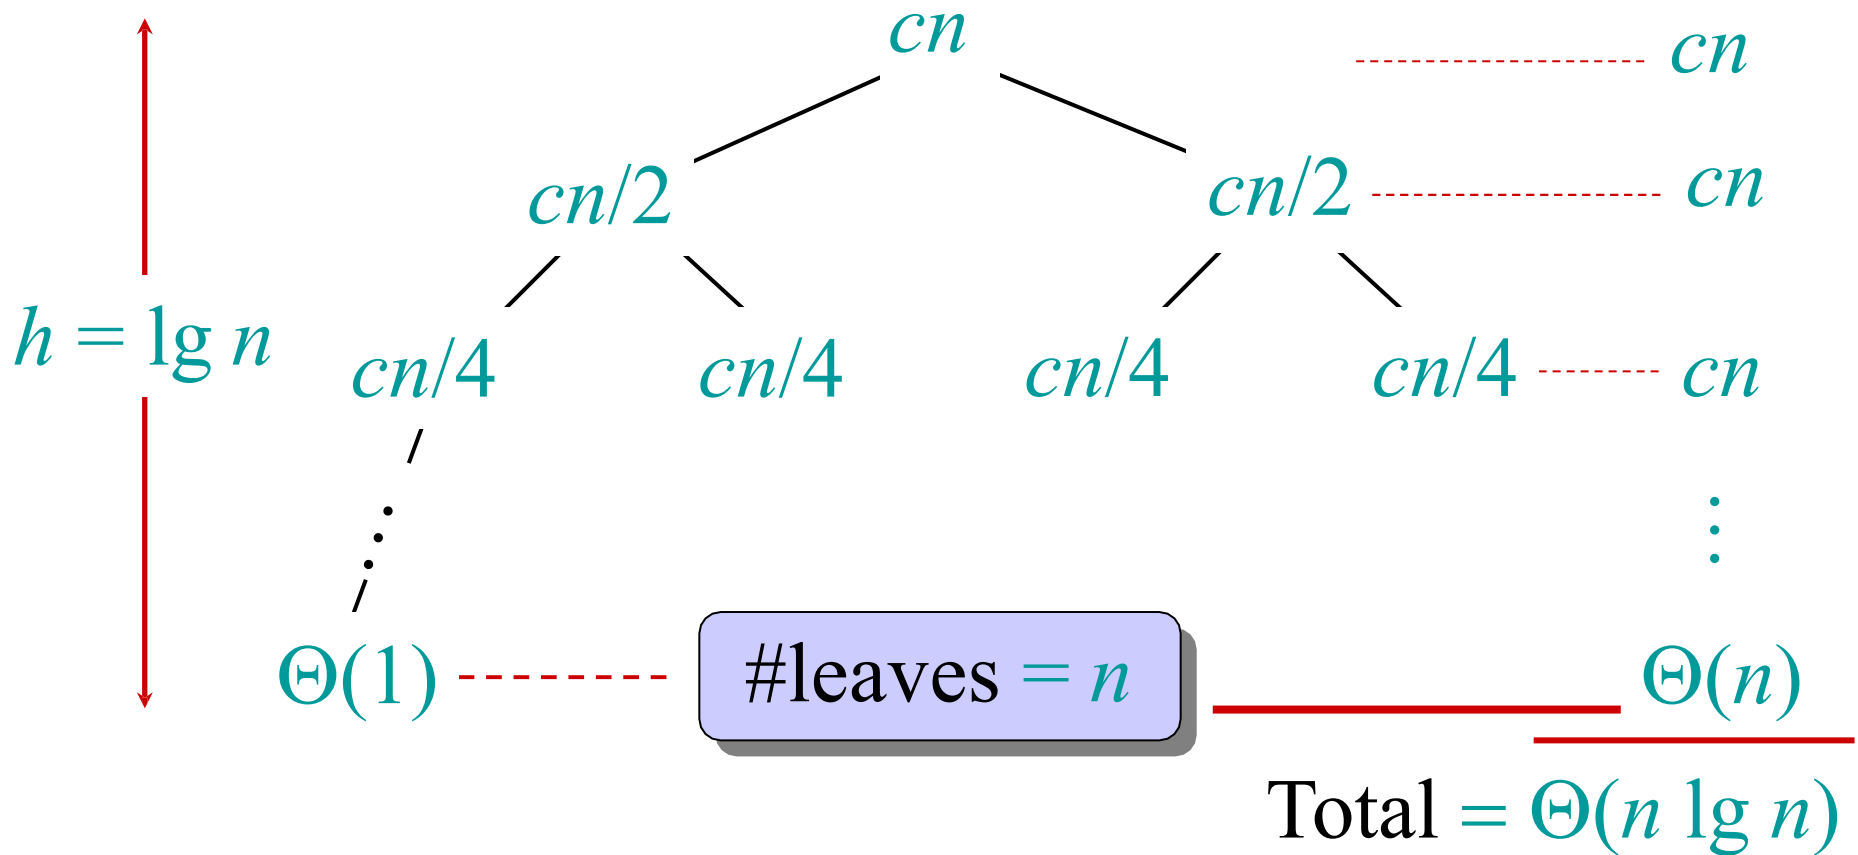 cn cn
cn/2 cn/2 cn
h = lg n cn/4 cn/4 cn/4 cn/4 cn
Θ(1) #leaves = n Θ(n)
Total = Θ(n lg n)